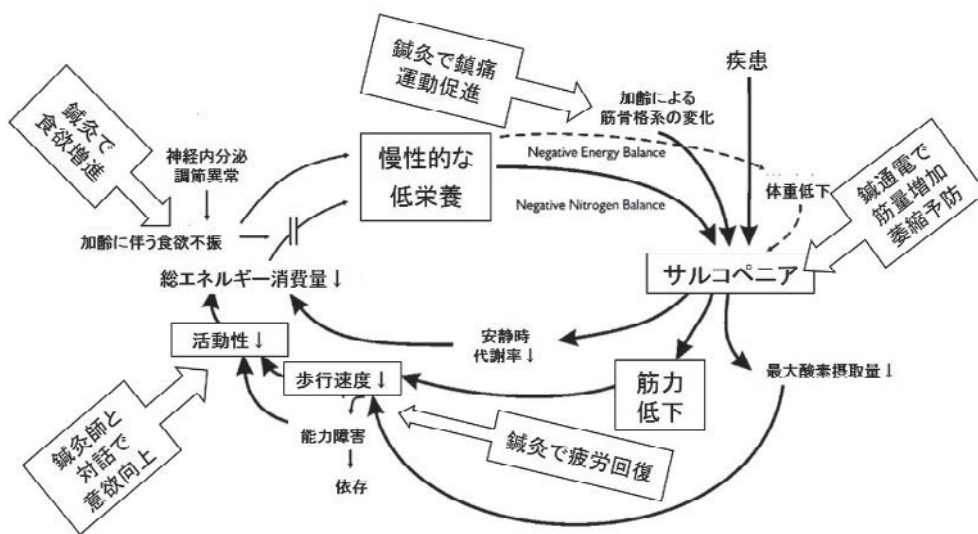 鍼灸で鎮痛
運動促進
疾患
加齢による
筋骨格系の変化
鍼灸で
食欲増進
神経内分泌
調節異常
慢性的な
低栄養
Negative Energy Balance
Negative Nitrogen Balance
体重低下
鍼通電で
筋量増加
萎縮予防
加齢に伴う食欲不振
総エネルギー消費量↓
サルコペニア
活動性↓
安静時
代謝率↓
歩行速度↓
筋力
低下
最大酸素摂取量↓
鍼灸師と
対話で
意欲向上
能力障害
依存
鍼灸で疲労回復